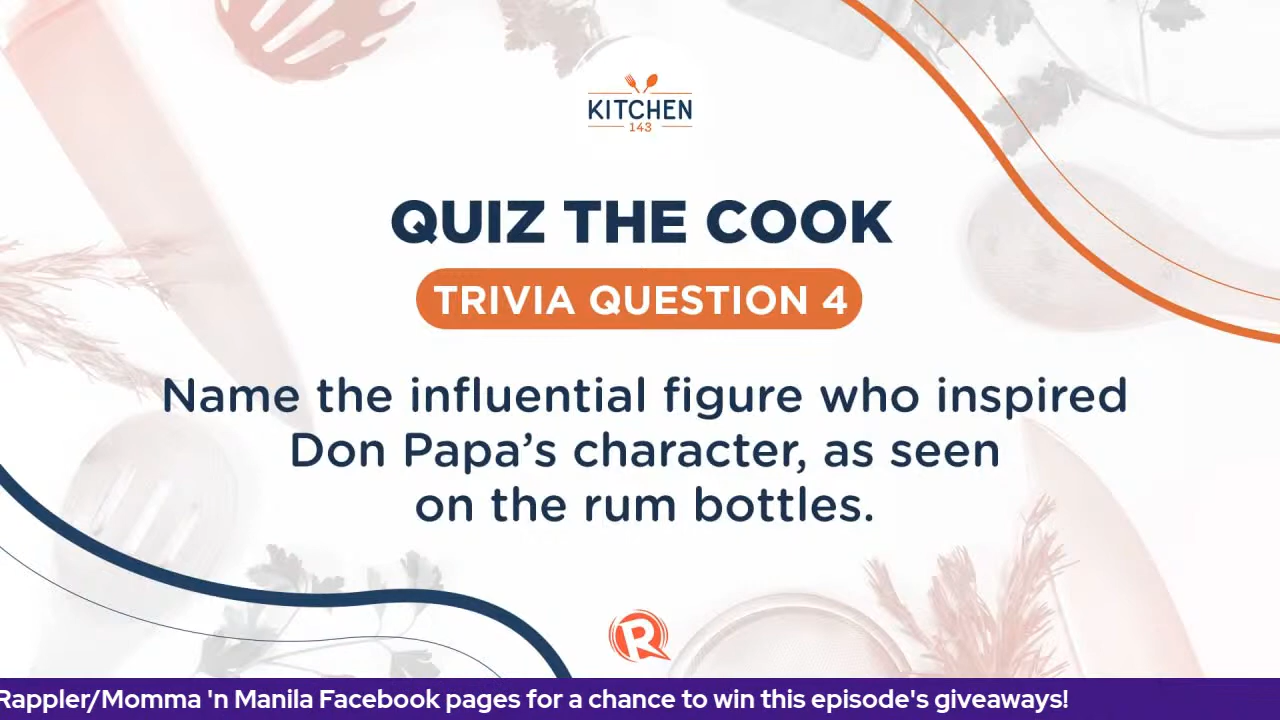 KITCHEN
143
QUIZ THE COOK
TRIVIA QUESTION 4
Name the influential figure who inspired
Don Papa’s character, as seen
on the rum bottles.
R
Rappler/Momma 'n Manila Facebook pages for a chance to win this episode's giveaways!